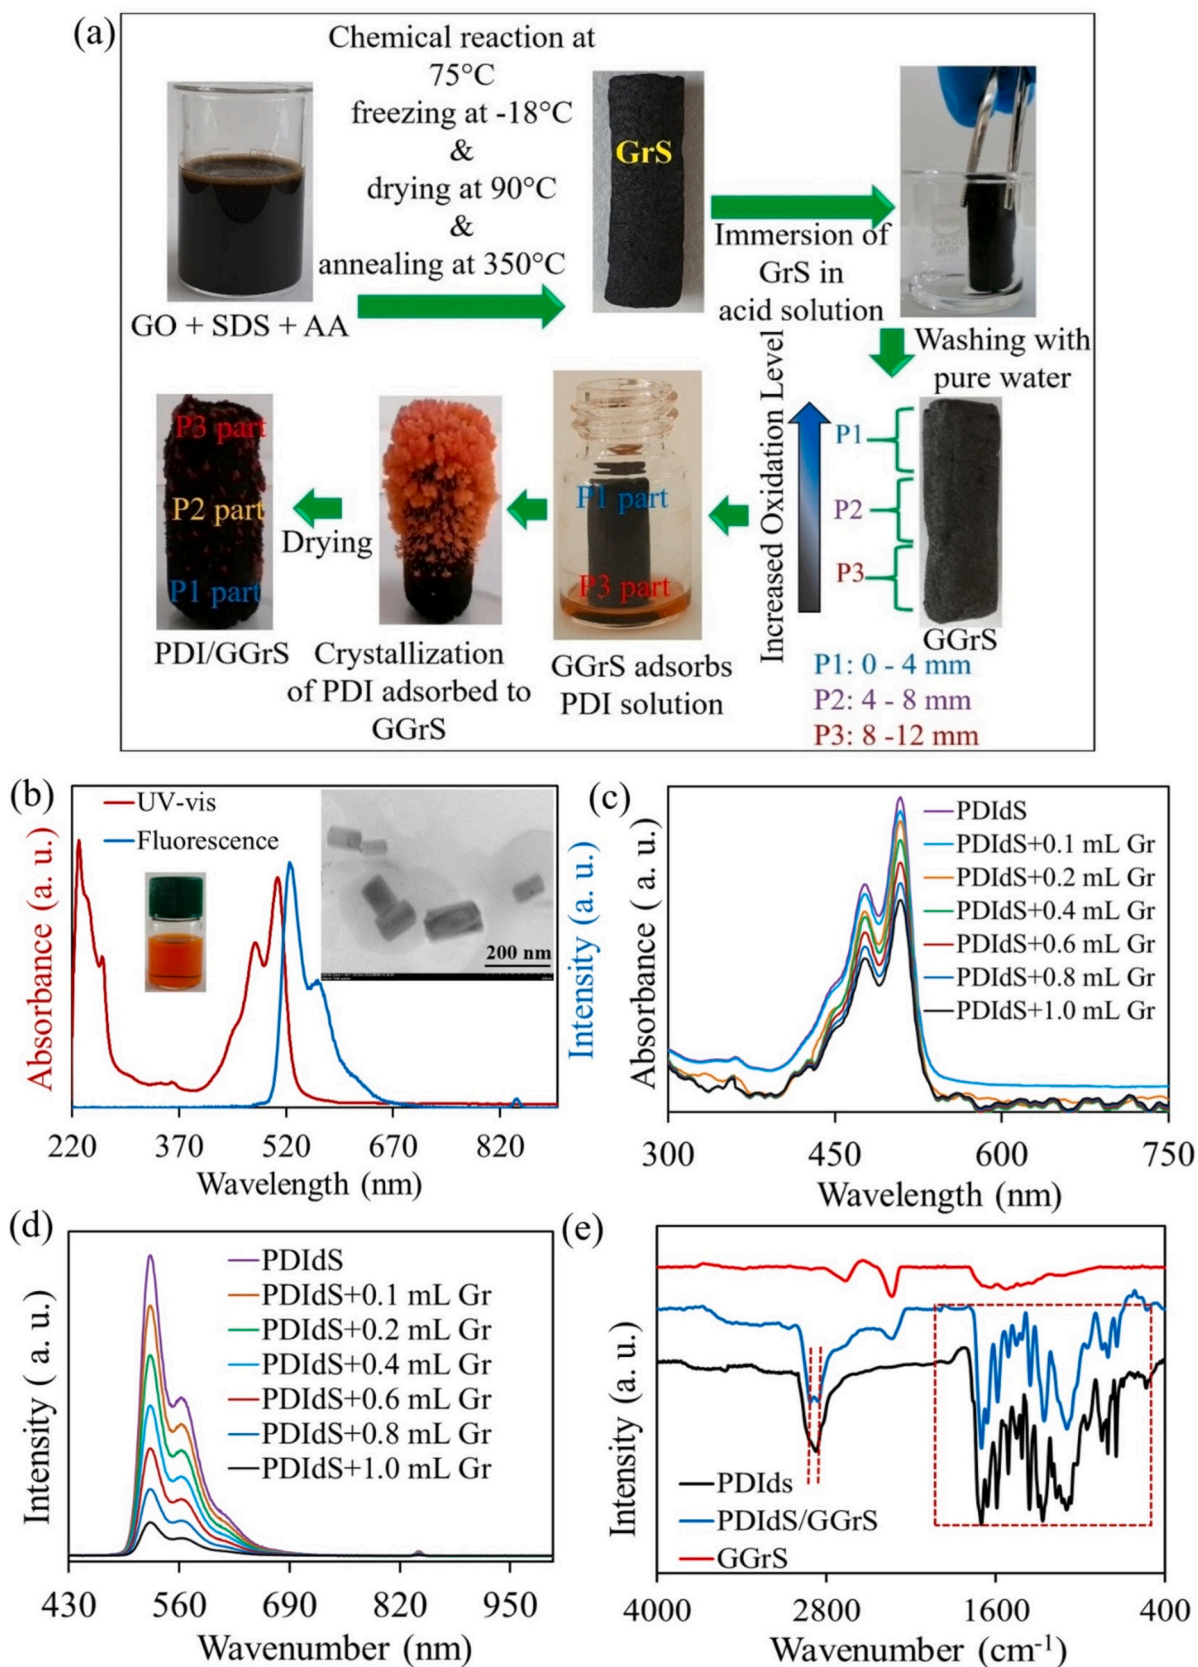 (a)
Chemical reaction at
75°C
freezing at -18°C
&
drying at 90°C
&
annealing at 350°C
GO + SDS + AA
GrS
Immersion of
GrS in
acid solution
Washing with
pure water
Increased Oxidation Level
P1
P2
P3
GGrS
P1: 0 - 4 mm
P2: 4 - 8 mm
P3: 8 -12 mm
P1 part
P3 part
GGrS adsorbs
PDI solution
Crystallization
of PDI adsorbed to
GGrS
Drying
P3 part
P2 part
P1 part
PDI/GGrS
(b)
UV-vis
Fluorescence
200 nm
Absorbance (a. u.)
Intensity (a. u.)
220 370 520 670 820
Wavelength (nm)
(c)
PDIdS
PDIdS+0.1 mL Gr
PDIdS+0.2 mL Gr
PDIdS+0.4 mL Gr
PDIdS+0.6 mL Gr
PDIdS+0.8 mL Gr
PDIdS+1.0 mL Gr
Absorbance ( a. u.)
300 450 600 750
Wavelength (nm)
(d)
PDIdS
PDIdS+0.1 mL Gr
PDIdS+0.2 mL Gr
PDIdS+0.4 mL Gr
PDIdS+0.6 mL Gr
PDIdS+0.8 mL Gr
PDIdS+1.0 mL Gr
Intensity ( a. u.)
430 560 690 820 950
Wavenumber (nm)
(e)
PDIds
PDIdS/GGrS
GGrS
Intensity (a. u.)
4000 2800 1600 400
Wavenumber (cm⁻¹)